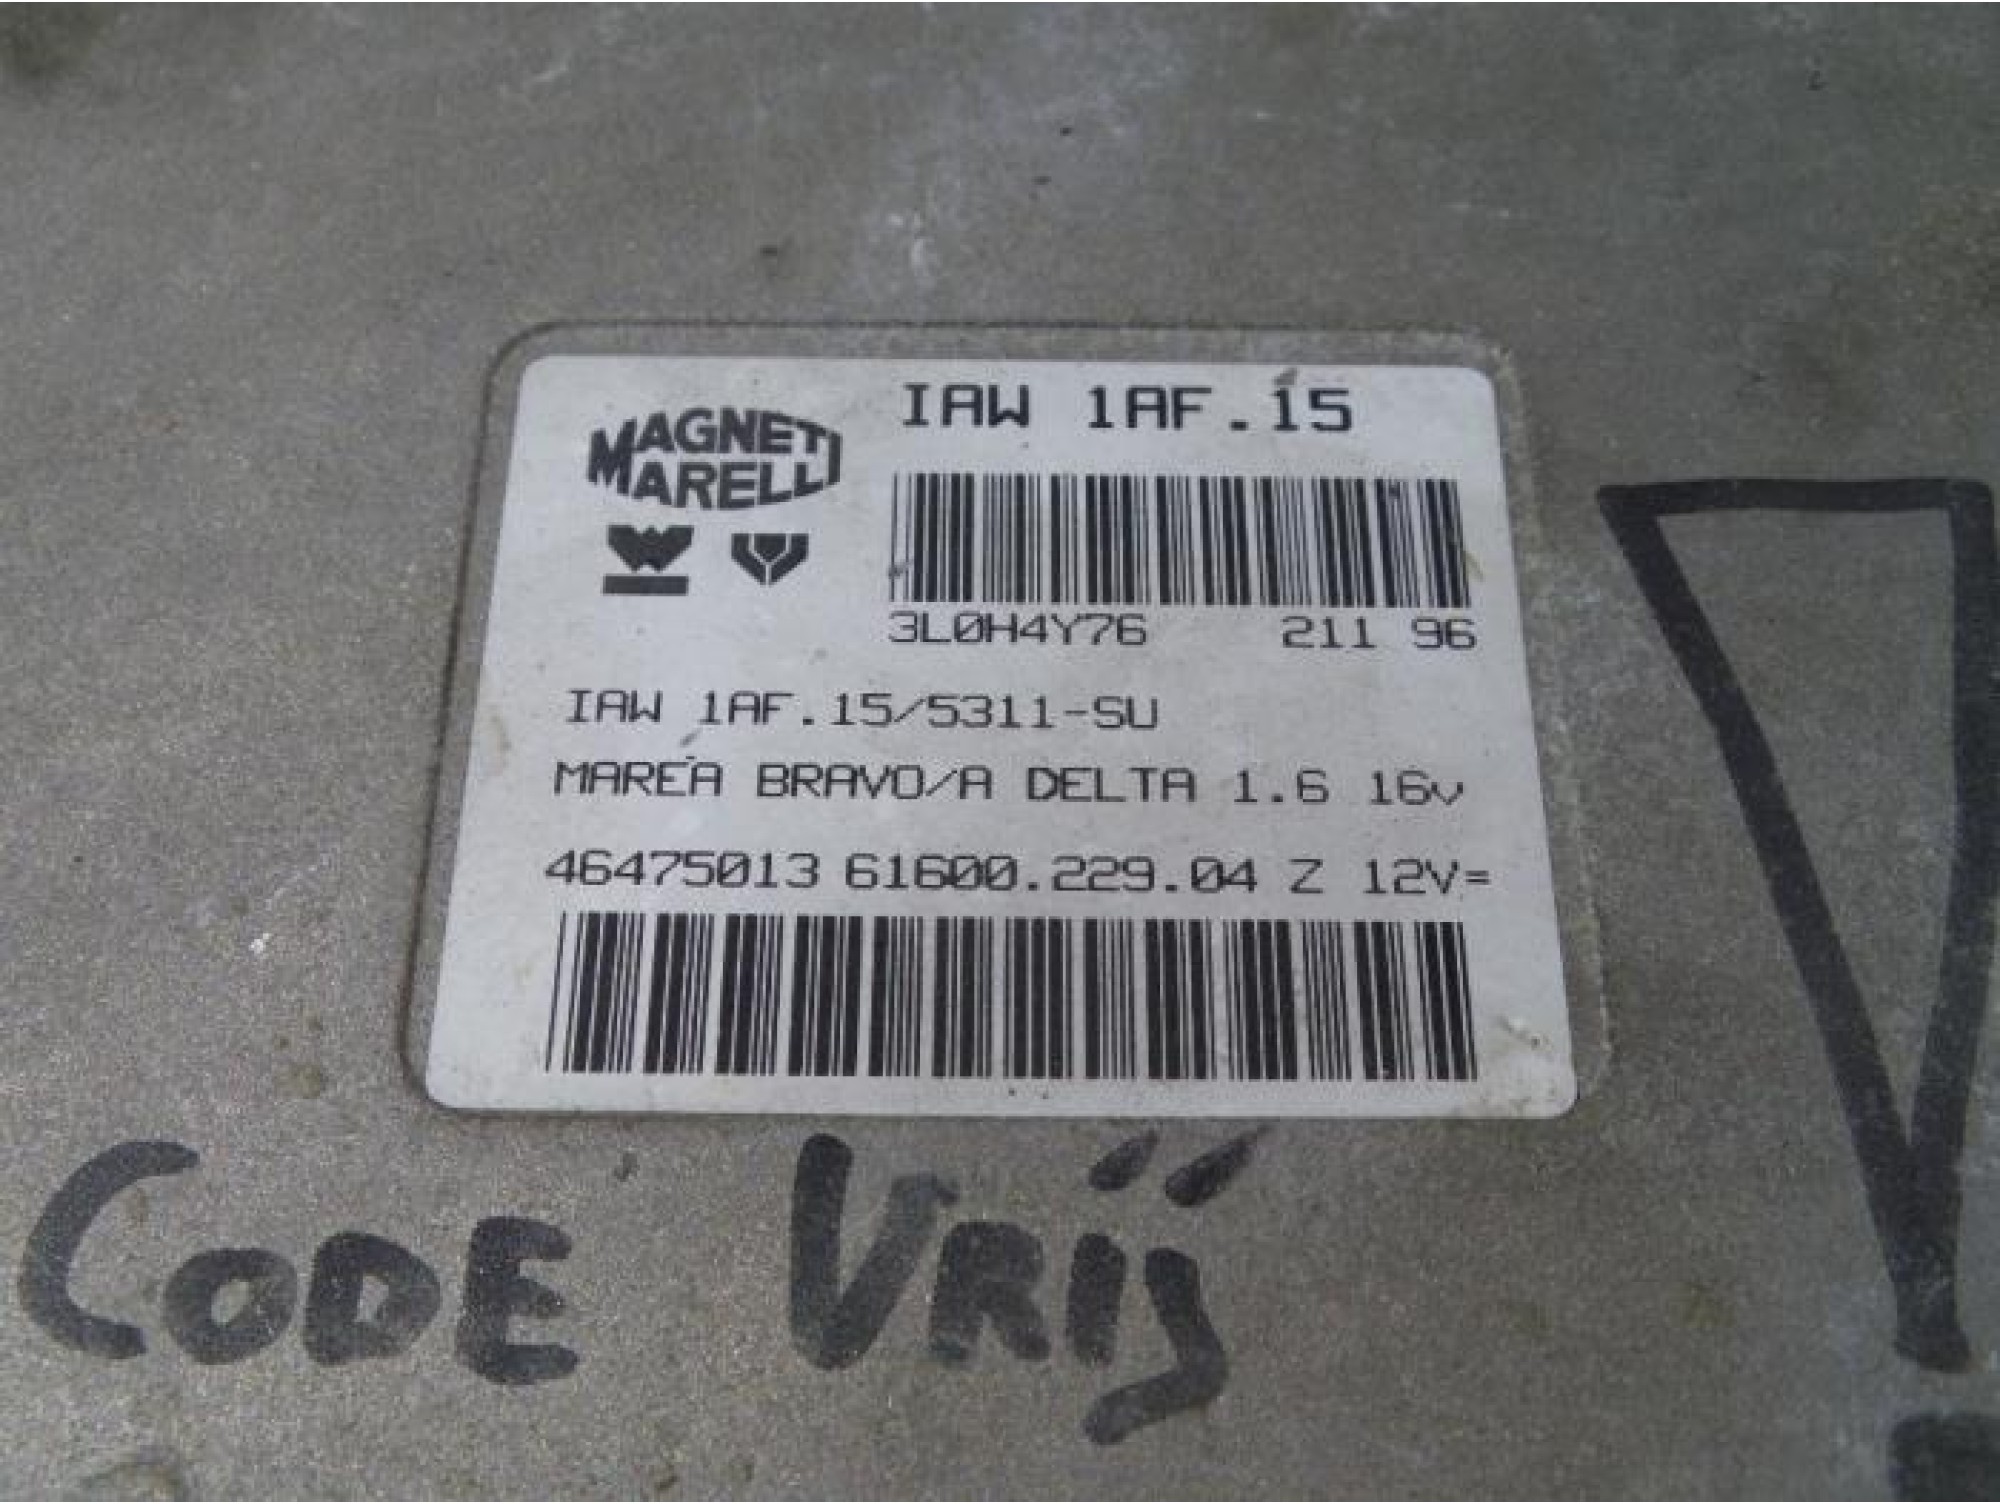 MAGNETI
MARELLI
IAW 1AF.15
3L0H4Y76 211 96
IAW 1AF.15/5311-SU
MAREA BRAVO/A DELTA 1.6 16v
46475013 61600.229.04 Z 12V=
CODE VRIJ
!